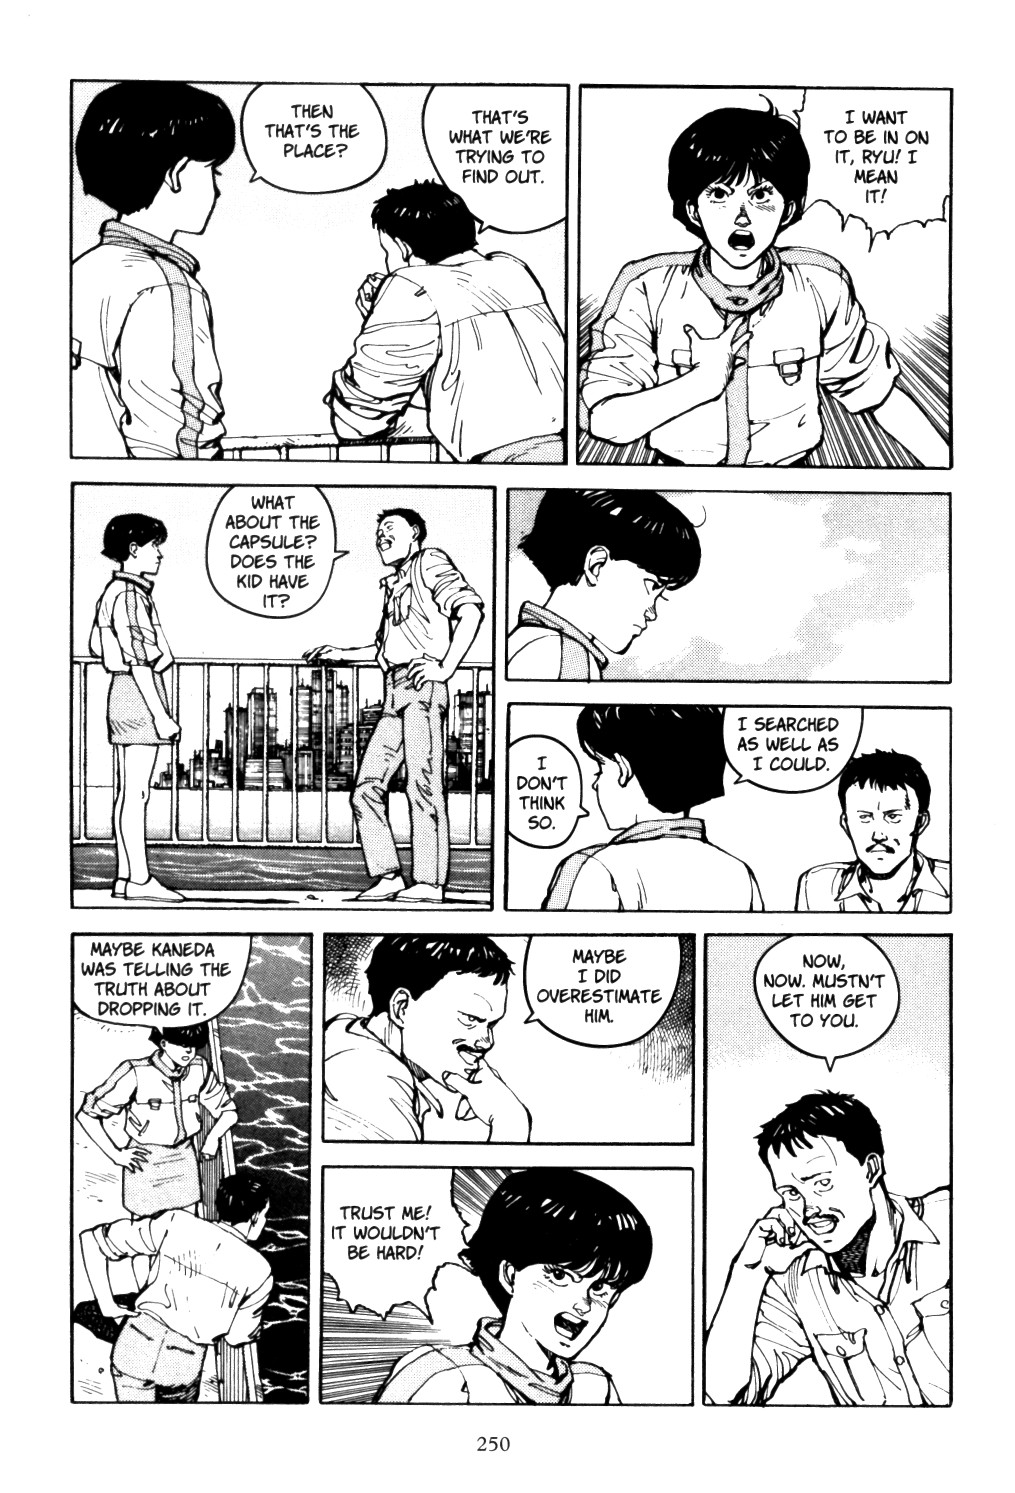 THEN
THAT'S THE
PLACE?
THAT'S
WHAT WE'RE
TRYING TO
FIND OUT.
I WANT
TO BE IN ON
IT, RYU! I
MEAN
IT!
WHAT
ABOUT THE
CAPSULE?
DOES THE
KID HAVE
IT?
I
DON'T
THINK
SO.
I SEARCHED
AS WELL AS
I COULD.
MAYBE KANEDA
WAS TELLING THE
TRUTH ABOUT
DROPPING IT.
MAYBE
I DID
OVERESTIMATE
HIM.
TRUST ME!
IT WOULDN'T
BE HARD!
NOW,
NOW. MUSTN'T
LET HIM GET
TO YOU.
250